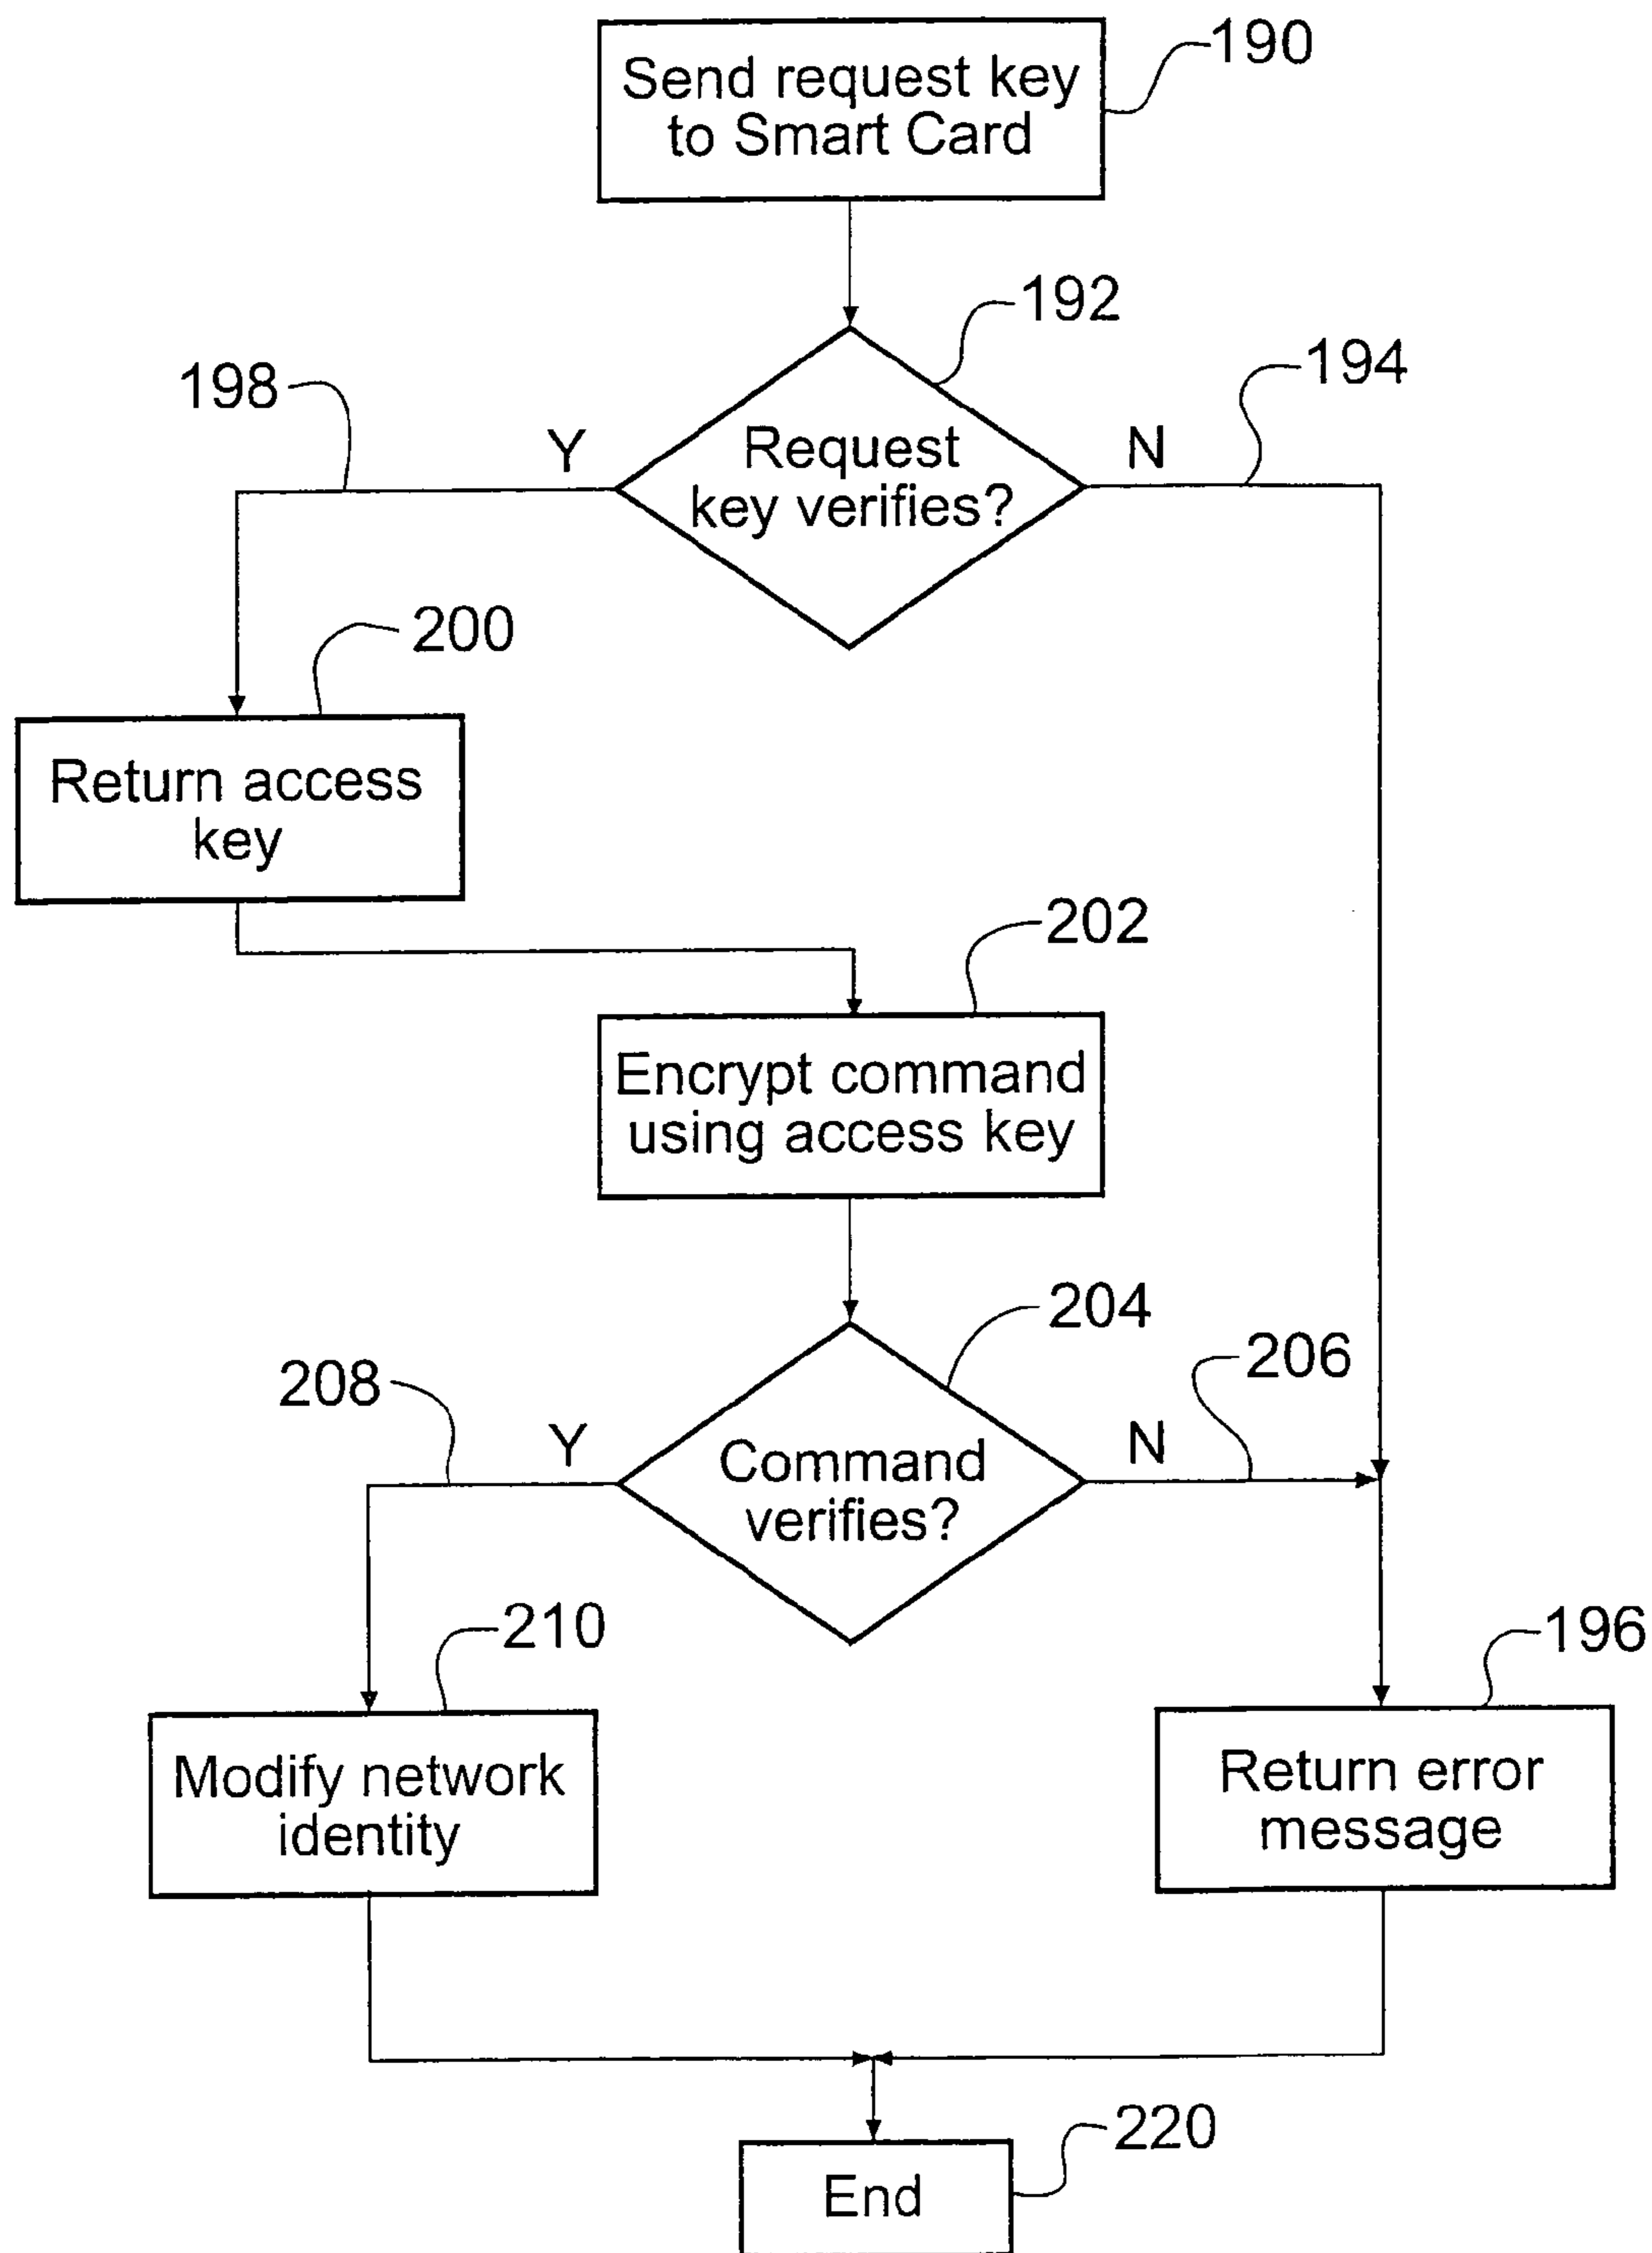 190
Send request key
to Smart Card
192
194
198
Y
N
Request
key verifies?
200
Return access
key
202
Encrypt command
using access key
204
206
208
Y
N
Command
verifies?
210
196
Modify network
identity
Return error
message
220
End